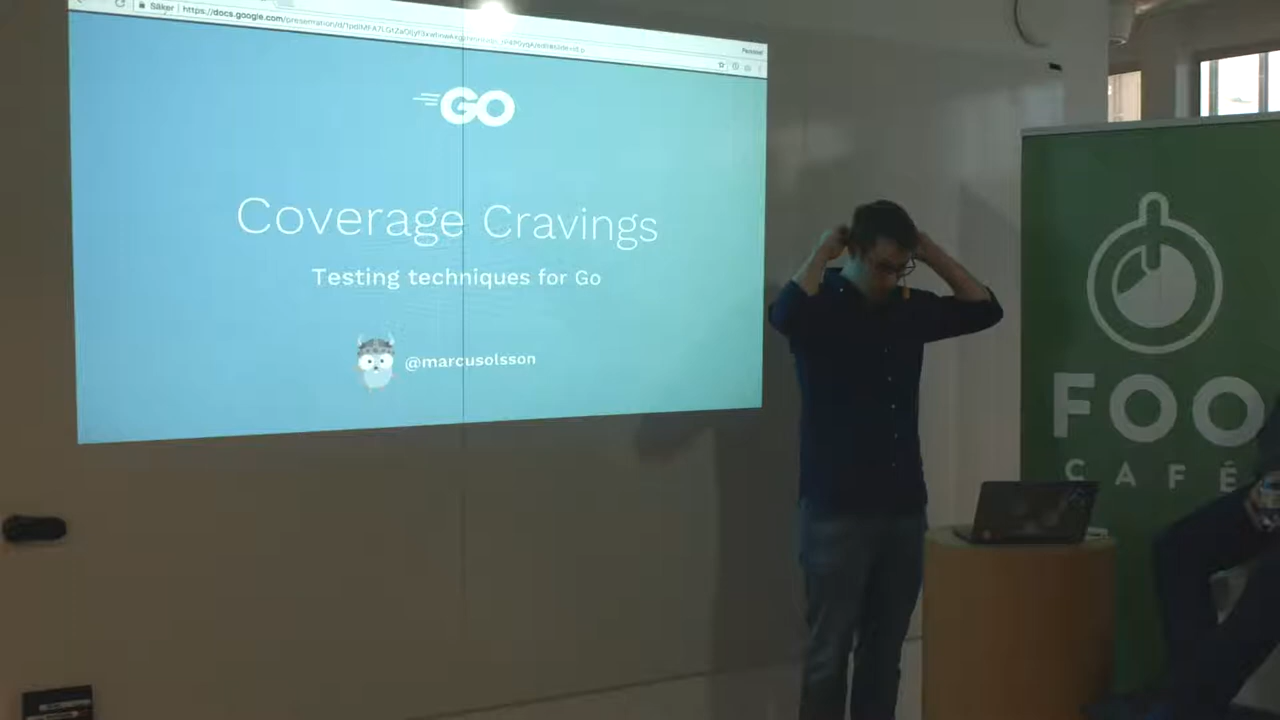 Säker | https://docs.google.com/presentation/d/
GO
Coverage Cravings
Testing techniques for Go
@marcusolsson
FOO
CAFÉ